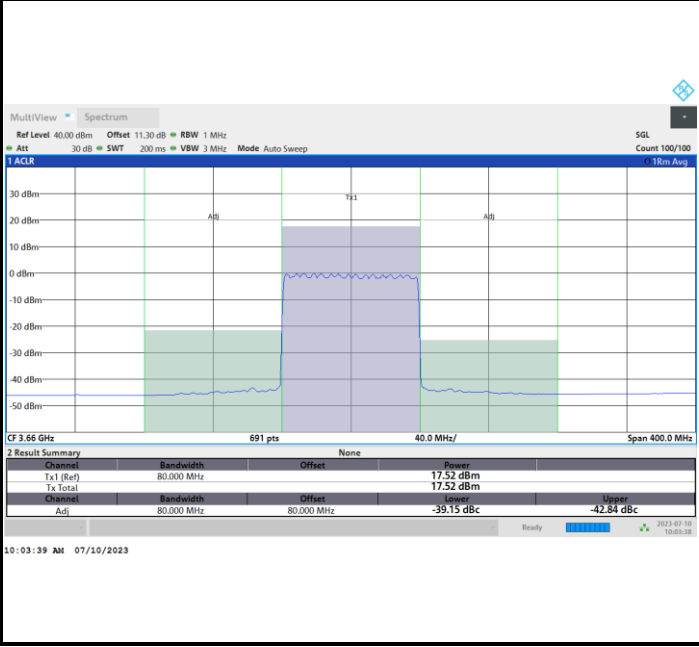 MultiView Spectrum
Ref Level 40.00 dBm Offset 11.30 dB RBW 1 MHz SGL
Att 30 dB SWT 200 ms VBW 3 MHz Mode Auto Sweep Count 100/100
1 ACLR 1Rm Avg
30 dBm
Tx1
20 dBm
Adj Adj
10 dBm
0 dBm
-10 dBm
-20 dBm
-30 dBm
-40 dBm
-50 dBm
CF 3.66 GHz 691 pts 40.0 MHz/ Span 400.0 MHz
2 Result Summary None
Channel Bandwidth Offset Power
Tx1 (Ref) 80.000 MHz 17.52 dBm
Tx Total 17.52 dBm
Channel Bandwidth Offset Lower Upper
Adj 80.000 MHz 80.000 MHz -39.15 dBc -42.84 dBc
Ready 2023-07-10
10:03:38
10:03:39 AM 07/10/2023